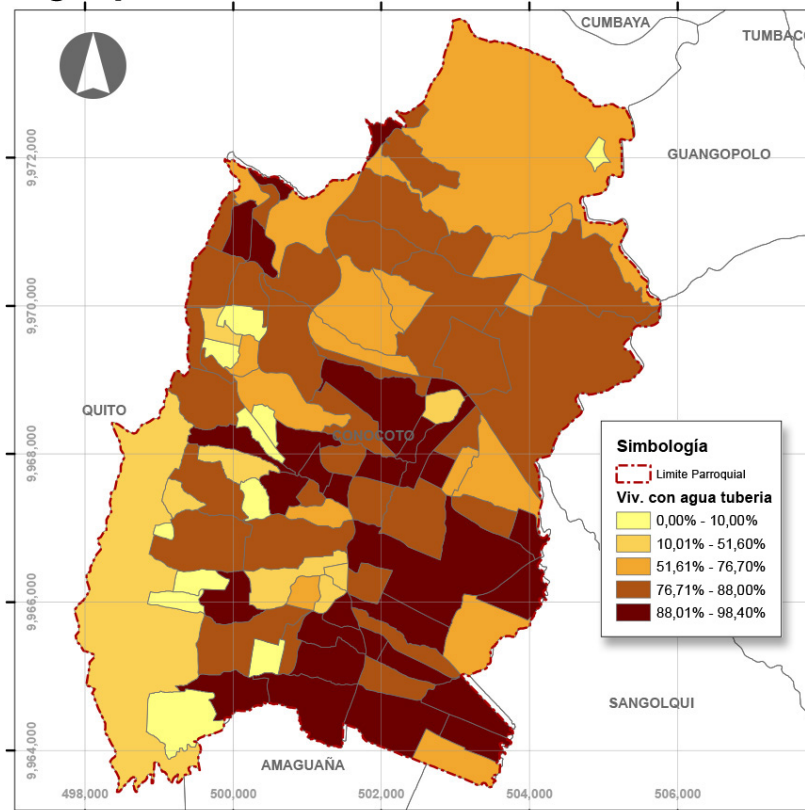 CUMBAYA
TUMBACO
GUANGOPOLO
QUITO
CONOCOTO
SANGOLQUI
AMAGUAÑA
9,972,000
9,970,000
9,968,000
9,966,000
9,964,000
498,000
500,000
502,000
504,000
506,000
Simbología
Limite Parroquial
Viv. con agua tuberia
0,00% - 10,00%
10,01% - 51,60%
51,61% - 76,70%
76,71% - 88,00%
88,01% - 98,40%